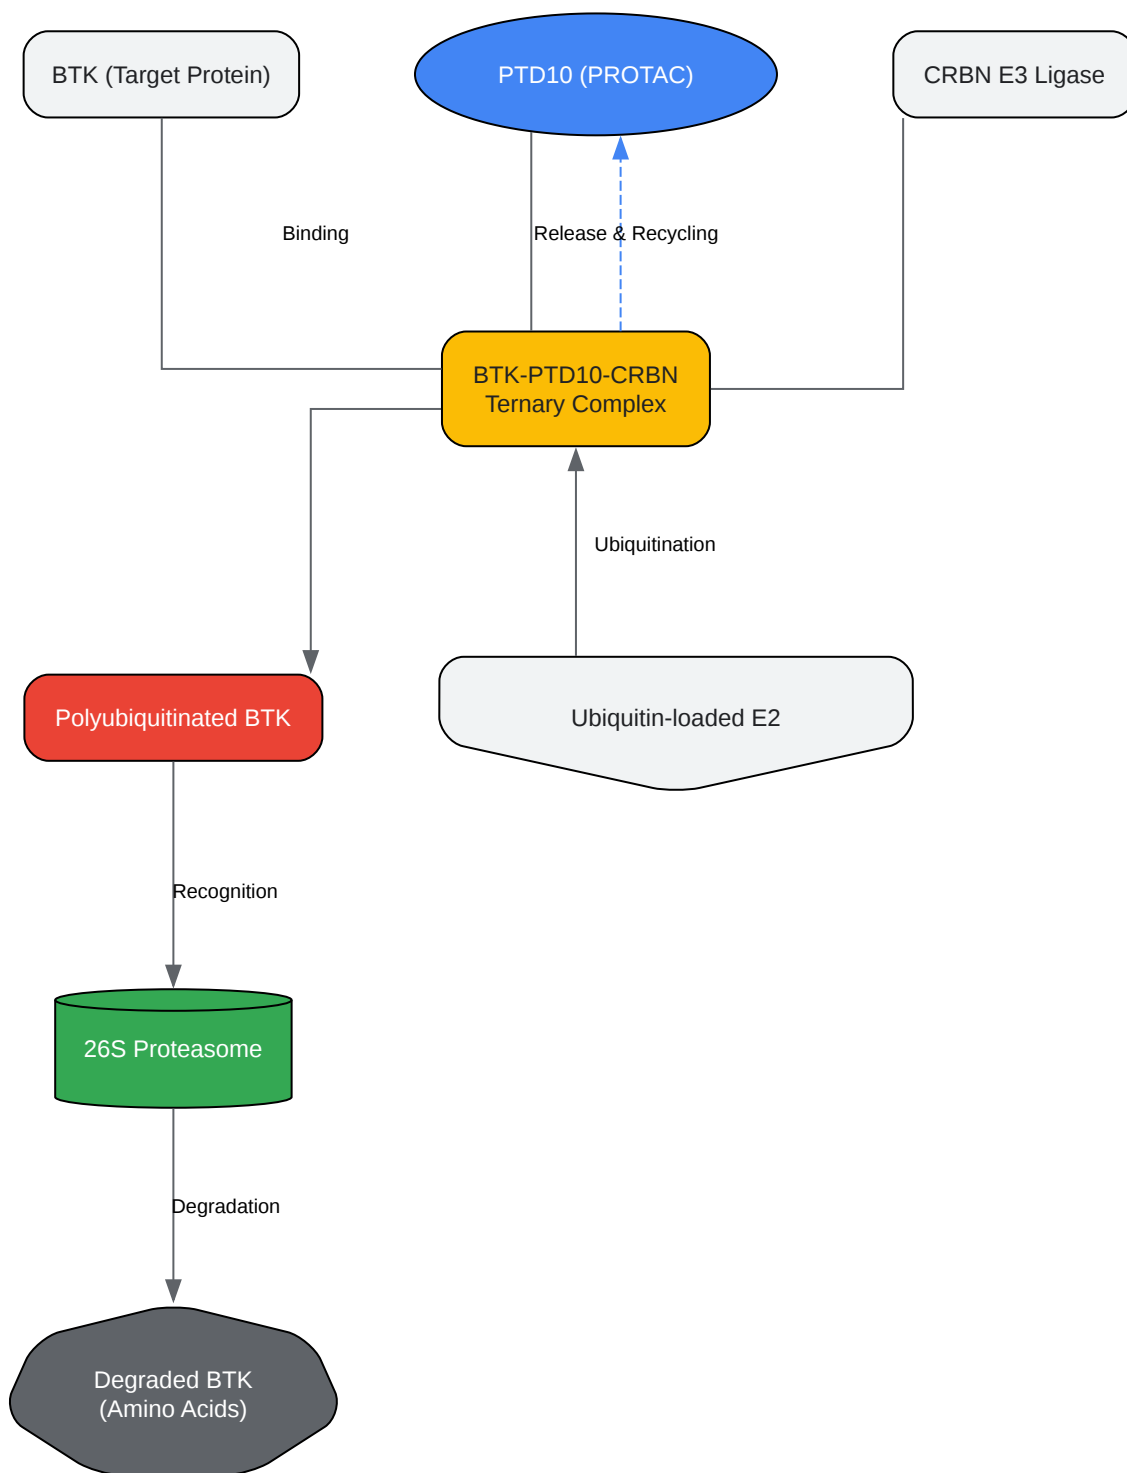 BTK (Target Protein)
PTD10 (PROTAC)
CRBN E3 Ligase
Binding
Release & Recycling
BTK-PTD10-CRBN
Ternary Complex
Ubiquitination
Polyubiquitinated BTK
Ubiquitin-loaded E2
Recognition
26S Proteasome
Degradation
Degraded BTK
(Amino Acids)